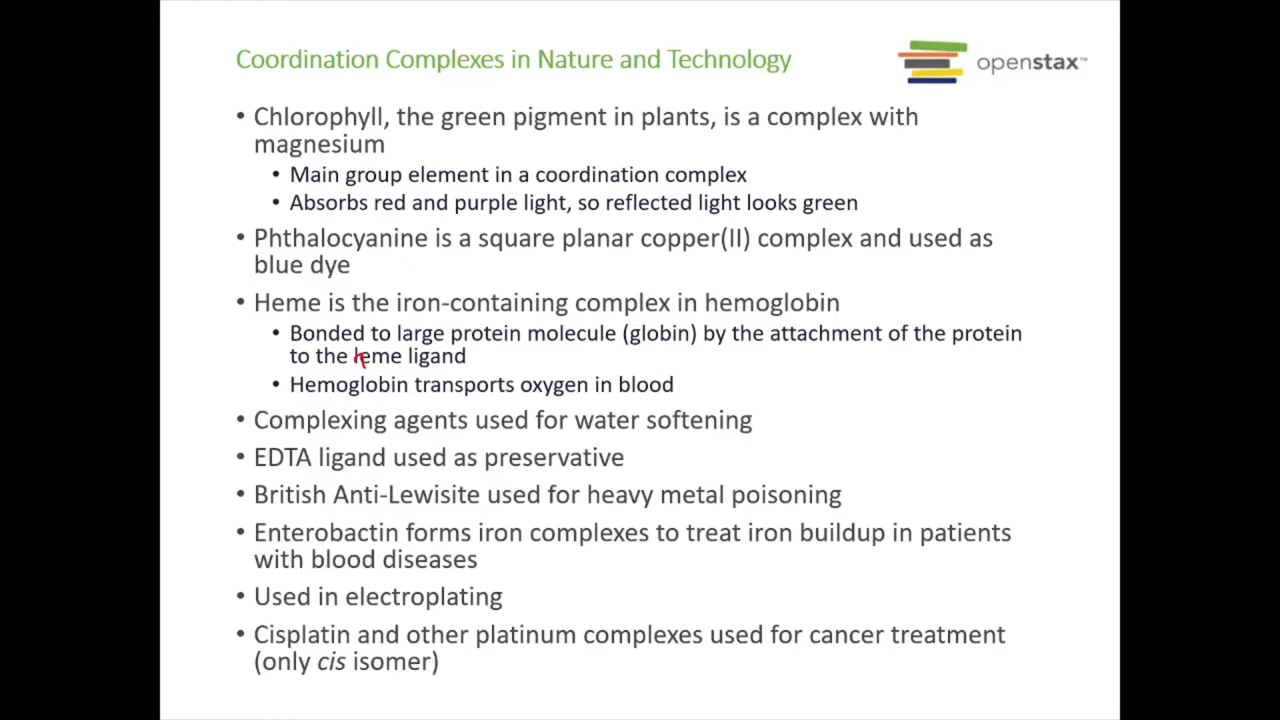 Coordination Complexes in Nature and Technology
openstax™
• Chlorophyll, the green pigment in plants, is a complex with
magnesium
• Main group element in a coordination complex
• Absorbs red and purple light, so reflected light looks green
• Phthalocyanine is a square planar copper(II) complex and used as
blue dye
• Heme is the iron-containing complex in hemoglobin
• Bonded to large protein molecule (globin) by the attachment of the protein
to the heme ligand
• Hemoglobin transports oxygen in blood
• Complexing agents used for water softening
• EDTA ligand used as preservative
• British Anti-Lewisite used for heavy metal poisoning
• Enterobactin forms iron complexes to treat iron buildup in patients
with blood diseases
• Used in electroplating
• Cisplatin and other platinum complexes used for cancer treatment
(only cis isomer)